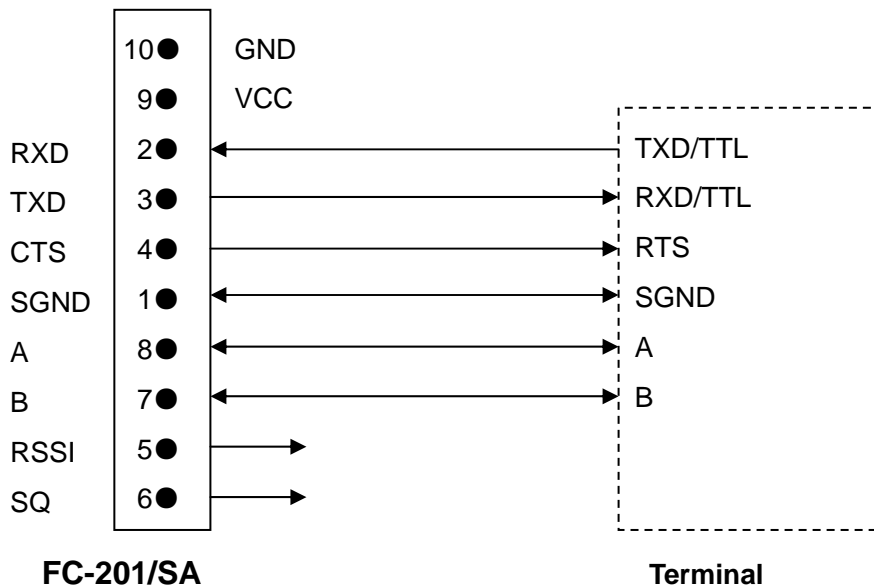 10 GND
9 VCC
RXD 2 TXD/TTL
TXD 3 RXD/TTL
CTS 4 RTS
SGND 1 SGND
A 8 A
B 7 B
RSSI 5
SQ 6
FC-201/SA Terminal